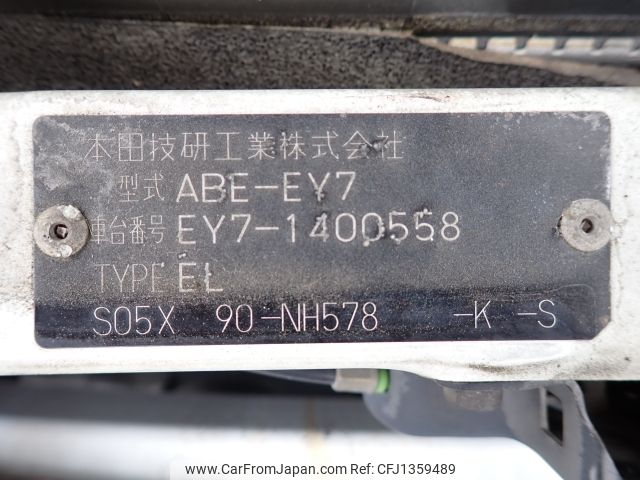 本田技研工業株式会社
型式 ABE-EY7
車台番号 EY7-1400558
TYPE EL
S05X 90-NH578 -K -S
www.CarFromJapan.com CFJ1359489